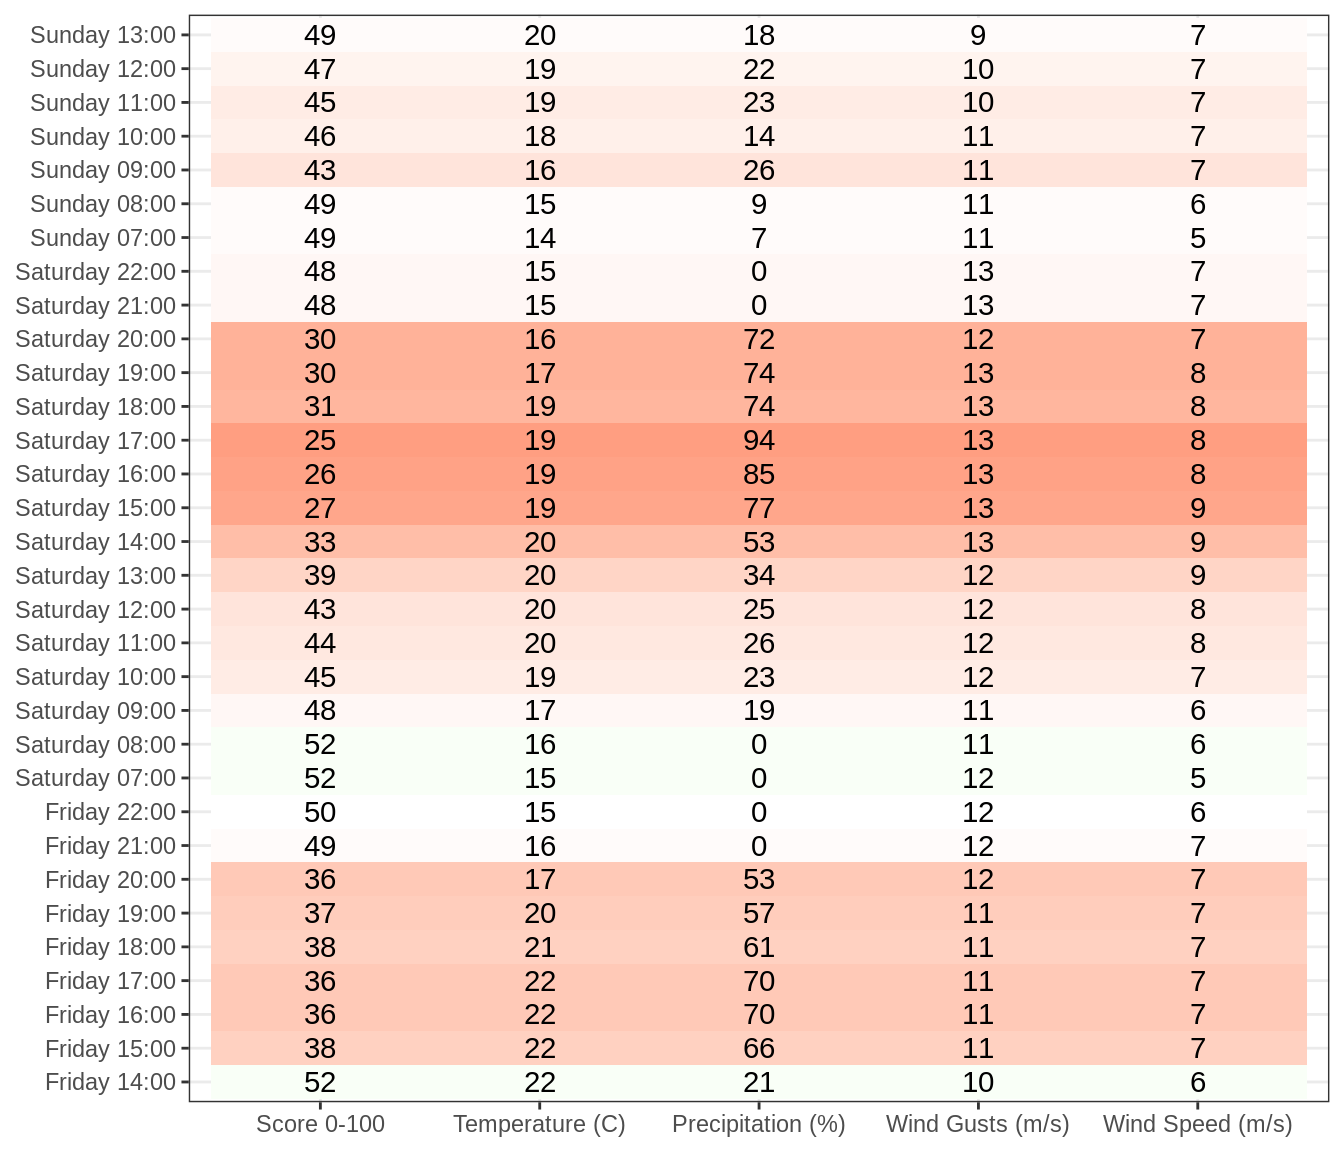 Sunday 13:00 49 20 18 9 7
Sunday 12:00 47 19 22 10 7
Sunday 11:00 45 19 23 10 7
Sunday 10:00 46 18 14 11 7
Sunday 09:00 43 16 26 11 7
Sunday 08:00 49 15 9 11 6
Sunday 07:00 49 14 7 11 5
Saturday 22:00 48 15 0 13 7
Saturday 21:00 48 15 0 13 7
Saturday 20:00 30 16 72 12 7
Saturday 19:00 30 17 74 13 8
Saturday 18:00 31 19 74 13 8
Saturday 17:00 25 19 94 13 8
Saturday 16:00 26 19 85 13 8
Saturday 15:00 27 19 77 13 9
Saturday 14:00 33 20 53 13 9
Saturday 13:00 39 20 34 12 9
Saturday 12:00 43 20 25 12 8
Saturday 11:00 44 20 26 12 8
Saturday 10:00 45 19 23 12 7
Saturday 09:00 48 17 19 11 6
Saturday 08:00 52 16 0 11 6
Saturday 07:00 52 15 0 12 5
Friday 22:00 50 15 0 12 6
Friday 21:00 49 16 0 12 7
Friday 20:00 36 17 53 12 7
Friday 19:00 37 20 57 11 7
Friday 18:00 38 21 61 11 7
Friday 17:00 36 22 70 11 7
Friday 16:00 36 22 70 11 7
Friday 15:00 38 22 66 11 7
Friday 14:00 52 22 21 10 6
Score 0-100 Temperature (C) Precipitation (%) Wind Gusts (m/s) Wind Speed (m/s)